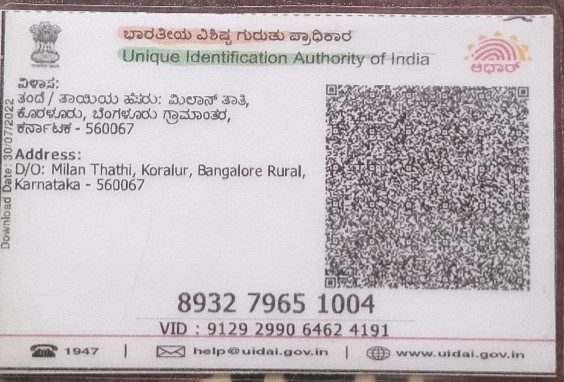 ಭಾರತೀಯ ವಿಶಿಷ್ಟ ಗುರುತು ಪ್ರಾಧಿಕಾರ
Unique Identification Authority of India
ಆಧಾರ್
ವಿಳಾಸ:
ತಂದೆ / ತಾಯಿಯ ಹೆಸರು: ಮಿಲಾನ್ ತಾತಿ,
ಕೊರಳೂರು, ಬೆಂಗಳೂರು ಗ್ರಾಮಾಂತರ,
ಕರ್ನಾಟಕ - 560067
Address:
D/O: Milan Thathi, Koralur, Bangalore Rural,
Karnataka - 560067
Download Date: 30/07/2022
8932 7965 1004
VID : 9129 2990 6462 4191
1947 | help@uidai.gov.in | www.uidai.gov.in